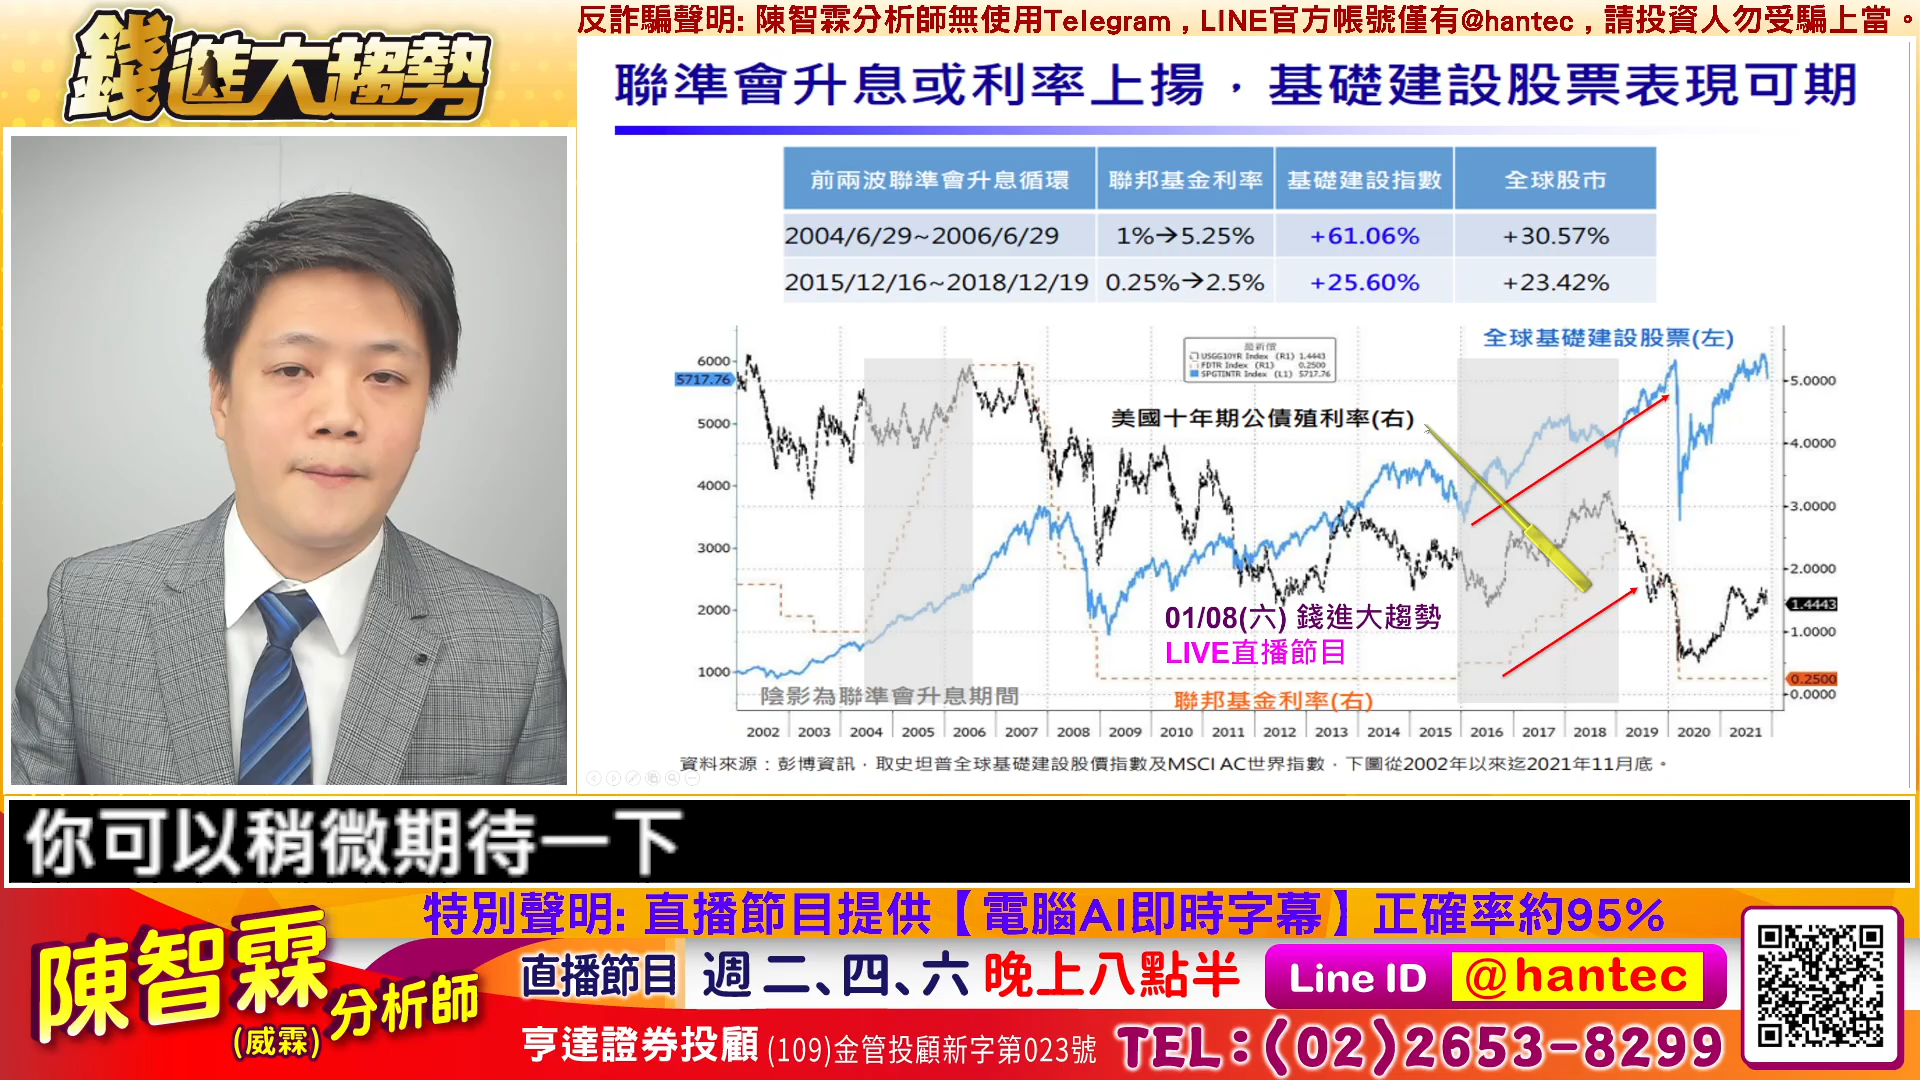 錢進大趨勢
反詐騙聲明: 陳智霖分析師無使用Telegram , LINE官方帳號僅有@hantec , 請投資人勿受騙上當。
聯準會升息或利率上揚，基礎建設股票表現可期
前兩波聯準會升息循環 聯邦基金利率 基礎建設指數 全球股市
2004/6/29~2006/6/29 1%→5.25% +61.06% +30.57%
2015/12/16~2018/12/19 0.25%→2.5% +25.60% +23.42%
全球基礎建設股票(左)
最新價
USGG10YR Index (R1) 1.4443
FDTR Index (R1) 0.2500
SPGTINTR Index (L1) 5717.76
美國十年期公債殖利率(右)
6000
5717.76
5000
4000
3000
2000
1000
5.0000
4.0000
3.0000
2.0000
1.4443
1.0000
0.2500
0.0000
01/08(六) 錢進大趨勢
LIVE直播節目
陰影為聯準會升息期間
聯邦基金利率(右)
2002 2003 2004 2005 2006 2007 2008 2009 2010 2011 2012 2013 2014 2015 2016 2017 2018 2019 2020 2021
資料來源：彭博資訊，取史坦普全球基礎建設股價指數及MSCI AC世界指數，下圖從2002年以來迄2021年11月底。
你可以稍微期待一下
特別聲明: 直播節目提供【電腦AI即時字幕】正確率約95%
陳智霖分析師
(威霖)
直播節目 週二、四、六 晚上八點半
Line ID @hantec
亨達證券投顧 (109)金管投顧新字第023號 TEL:(02)2653-8299